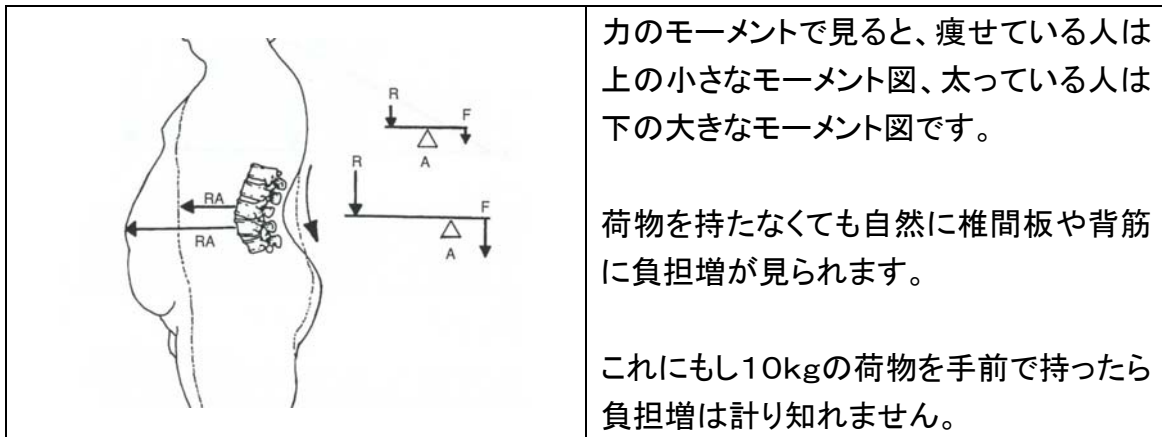 R
F
A
R
F
A
RA
RA
力のモーメントで見ると、痩せている人は
上の小さなモーメント図、太っている人は
下の大きなモーメント図です。
荷物を持たなくても自然に椎間板や背筋
に負担増が見られます。
これにもし１０ｋｇの荷物を手前で持ったら
負担増は計り知れません。